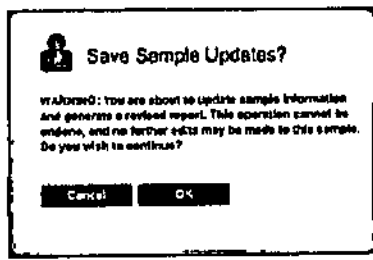 Save Sample Updates?
WARNING: You are about to update sample information
and generate a revised report. This operation cannot be
undone, and no further edits may be made to this sample.
Do you wish to continue?
Cancel OK